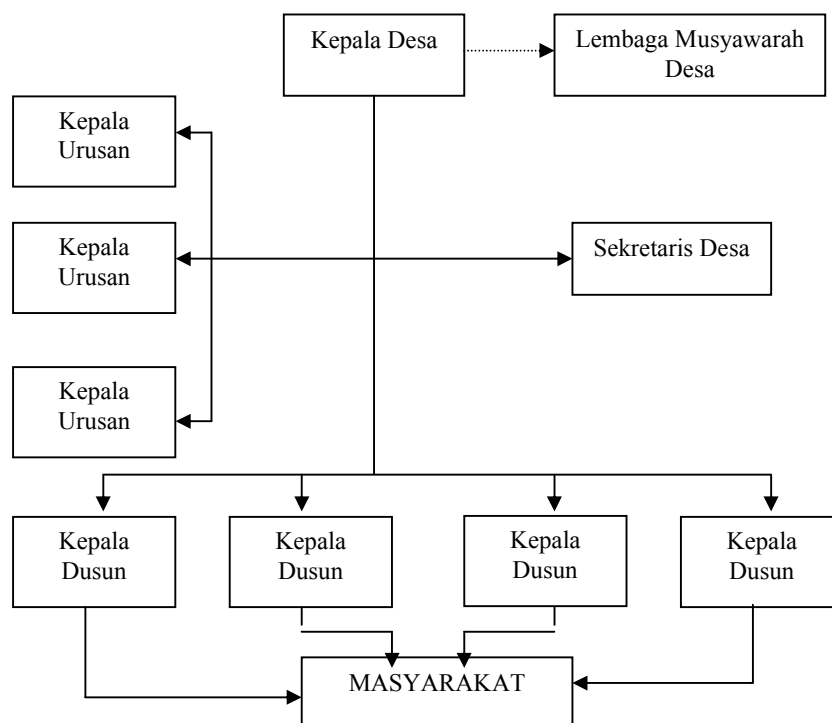 Kepala Desa
Lembaga Musyawarah
Desa
Kepala
Urusan
Kepala
Urusan
Sekretaris Desa
Kepala
Urusan
Kepala
Dusun
Kepala
Dusun
Kepala
Dusun
Kepala
Dusun
MASYARAKAT